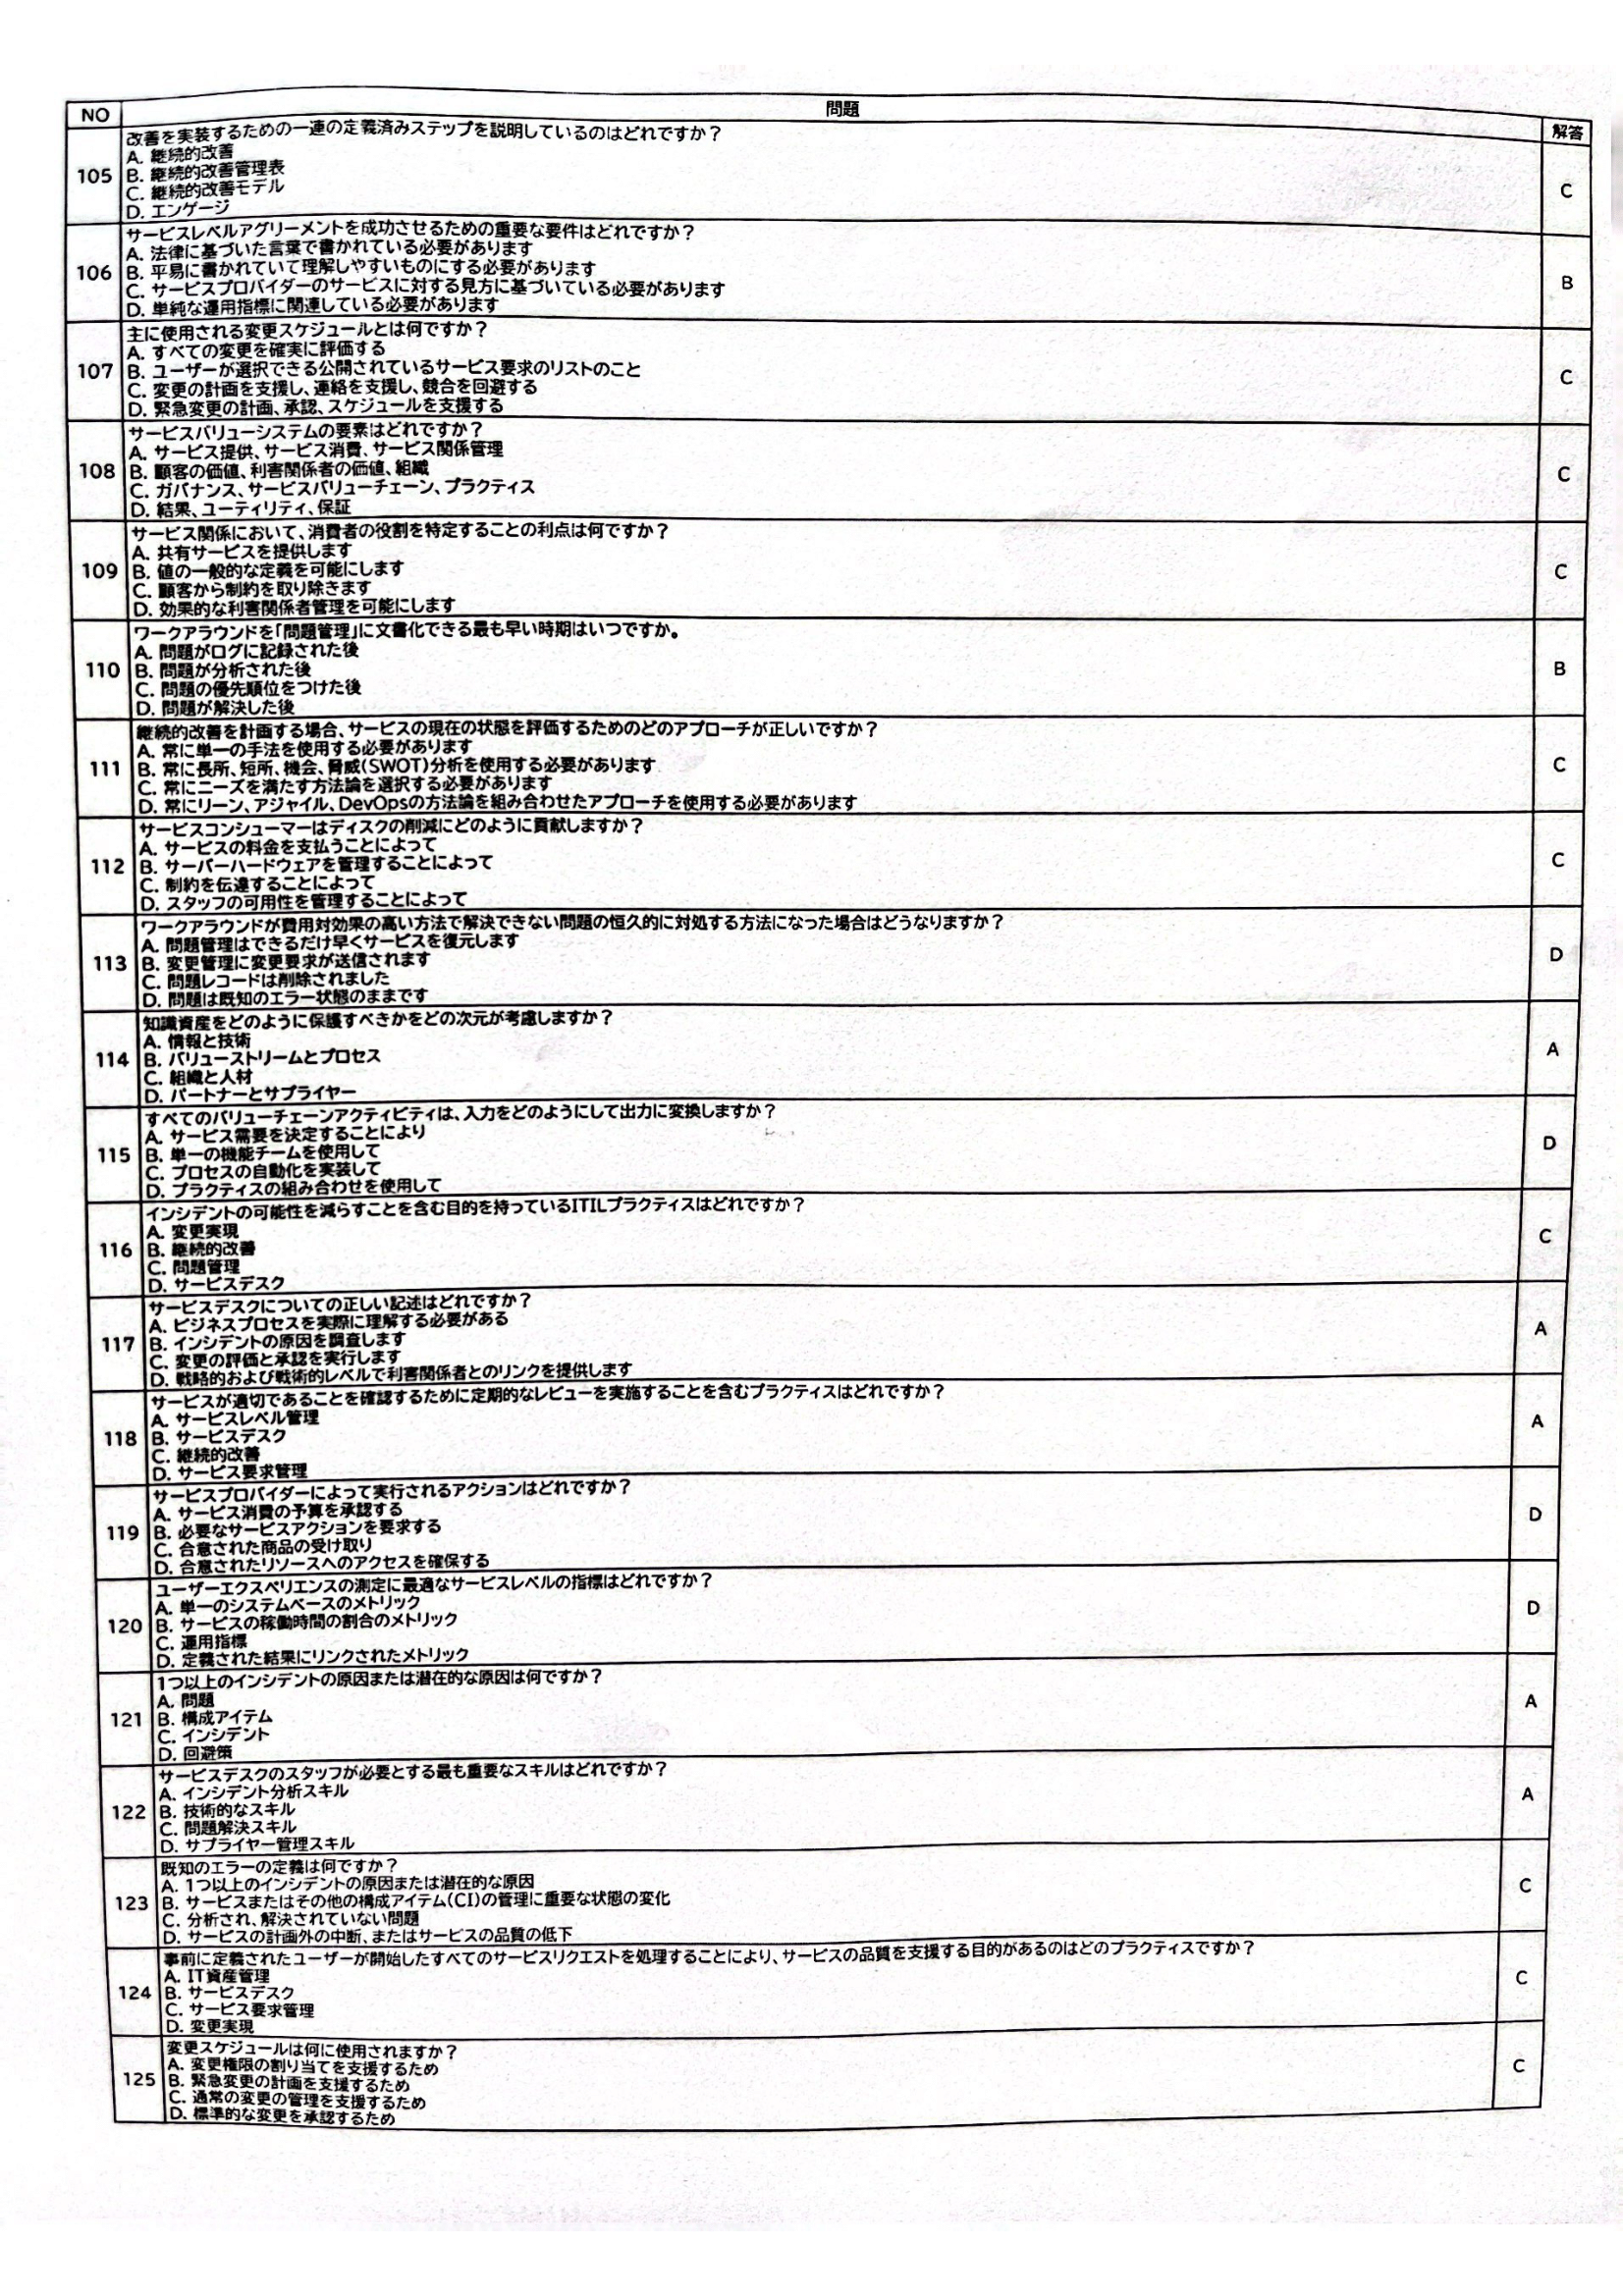 NO 問題 解答
105 改善を実装するための一連の定義済みステップを説明しているのはどれですか？
A. 継続的改善
B. 継続的改善管理表
C. 継続的改善モデル
D. エンゲージ
C
106 サービスレベルアグリーメントを成功させるための重要な要件はどれですか？
A. 法律に基づいた言葉で書かれている必要があります
B. 平易に書かれていて理解しやすいものにする必要があります
C. サービスプロバイダーのサービスに対する見方に基づいている必要があります
D. 単純な運用指標に関連している必要があります
B
107 主に使用される変更スケジュールとは何ですか？
A. すべての変更を確実に評価する
B. ユーザーが選択できる公開されているサービス要求のリストのこと
C. 変更の計画を支援し、連絡を支援し、競合を回避する
D. 緊急変更の計画、承認、スケジュールを支援する
C
108 サービスバリューシステムの要素はどれですか？
A. サービス提供、サービス消費、サービス関係管理
B. 顧客の価値、利害関係者の価値、組織
C. ガバナンス、サービスバリューチェーン、プラクティス
D. 結果、ユーティリティ、保証
C
109 サービス関係において、消費者の役割を特定することの利点は何ですか？
A. 共有サービスを提供します
B. 値の一般的な定義を可能にします
C. 顧客から制約を取り除きます
D. 効果的な利害関係者管理を可能にします
C
110 ワークアラウンドを｢問題管理｣に文書化できる最も早い時期はいつですか。
A. 問題がログに記録された後
B. 問題が分析された後
C. 問題の優先順位をつけた後
D. 問題が解決した後
B
111 継続的改善を計画する場合、サービスの現在の状態を評価するためのどのアプローチが正しいですか？
A. 常に単一の手法を使用する必要があります
B. 常に長所、短所、機会、脅威(SWOT)分析を使用する必要があります
C. 常にニーズを満たす方法論を選択する必要があります
D. 常にリーン、アジャイル、DevOpsの方法論を組み合わせたアプローチを使用する必要があります
C
112 サービスコンシューマーはディスクの削減にどのように貢献しますか？
A. サービスの料金を支払うことによって
B. サーバーハードウェアを管理することによって
C. 制約を伝達することによって
D. スタッフの可用性を管理することによって
C
113 ワークアラウンドが費用対効果の高い方法で解決できない問題の恒久的に対処する方法になった場合はどうなりますか？
A. 問題管理はできるだけ早くサービスを復元します
B. 変更管理に変更要求が送信されます
C. 問題レコードは削除されました
D. 問題は既知のエラー状態のままです
D
114 知識資産をどのように保護すべきかをどの次元が考慮しますか？
A. 情報と技術
B. バリューストリームとプロセス
C. 組織と人材
D. パートナーとサプライヤー
A
115 すべてのバリューチェーンアクティビティは、入力をどのようにして出力に変換しますか？
A. サービス需要を決定することにより
B. 単一の機能チームを使用して
C. プロセスの自動化を実装して
D. プラクティスの組み合わせを使用して
D
116 インシデントの可能性を減らすことを含む目的を持っているITILプラクティスはどれですか？
A. 変更実現
B. 継続的改善
C. 問題管理
D. サービスデスク
C
117 サービスデスクについての正しい記述はどれですか？
A. ビジネスプロセスを実際に理解する必要がある
B. インシデントの原因を調査します
C. 変更の評価と承認を実行します
D. 戦略的および戦術的レベルで利害関係者とのリンクを提供します
A
118 サービスが適切であることを確認するために定期的なレビューを実施することを含むプラクティスはどれですか？
A. サービスレベル管理
B. サービスデスク
C. 継続的改善
D. サービス要求管理
A
119 サービスプロバイダーによって実行されるアクションはどれですか？
A. サービス消費の予算を承認する
B. 必要なサービスアクションを要求する
C. 合意された商品の受け取り
D. 合意されたリソースへのアクセスを確保する
D
120 ユーザーエクスペリエンスの測定に最適なサービスレベルの指標はどれですか？
A. 単一のシステムベースのメトリック
B. サービスの稼働時間の割合のメトリック
C. 運用指標
D. 定義された結果にリンクされたメトリック
D
121 1つ以上のインシデントの原因または潜在的な原因は何ですか？
A. 問題
B. 構成アイテム
C. インシデント
D. 回避策
A
122 サービスデスクのスタッフが必要とする最も重要なスキルはどれですか？
A. インシデント分析スキル
B. 技術的なスキル
C. 問題解決スキル
D. サプライヤー管理スキル
A
123 既知のエラーの定義は何ですか？
A. 1つ以上のインシデントの原因または潜在的な原因
B. サービスまたはその他の構成アイテム(CI)の管理に重要な状態の変化
C. 分析され、解決されていない問題
D. サービスの計画外の中断、またはサービスの品質の低下
C
124 事前に定義されたユーザーが開始したすべてのサービスリクエストを処理することにより、サービスの品質を支援する目的があるのはどのプラクティスですか？
A. IT資産管理
B. サービスデスク
C. サービス要求管理
D. 変更実現
C
125 変更スケジュールは何に使用されますか？
A. 変更権限の割り当てを支援するため
B. 緊急変更の計画を支援するため
C. 通常の変更の管理を支援するため
D. 標準的な変更を承認するため
C